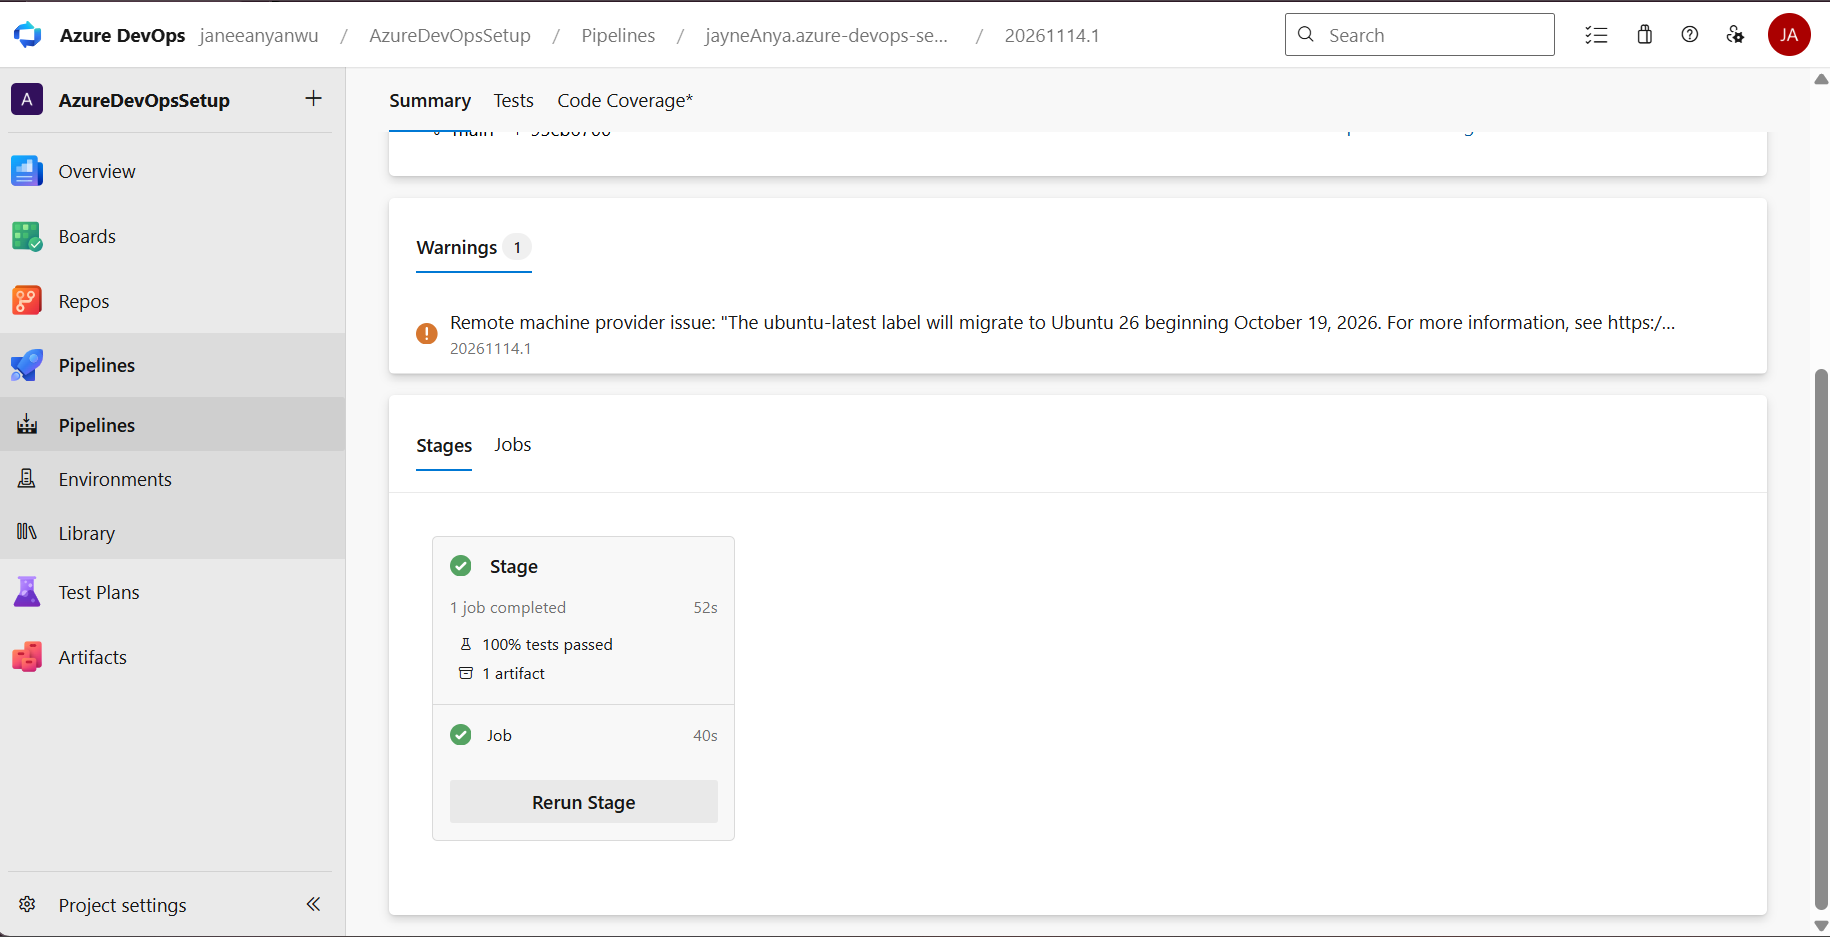 Azure DevOps janeeanyanwu / AzureDevOpsSetup / Pipelines / jayneAnya.azure-devops-se... / 20261114.1
Search
JA
A AzureDevOpsSetup
Overview
Boards
Repos
Pipelines
Pipelines
Environments
Library
Test Plans
Artifacts
Project settings
Summary Tests Code Coverage*
main
Warnings 1
Remote machine provider issue: "The ubuntu-latest label will migrate to Ubuntu 26 beginning October 19, 2026. For more information, see https:/...
20261114.1
Stages Jobs
Stage
1 job completed 52s
100% tests passed
1 artifact
Job 40s
Rerun Stage